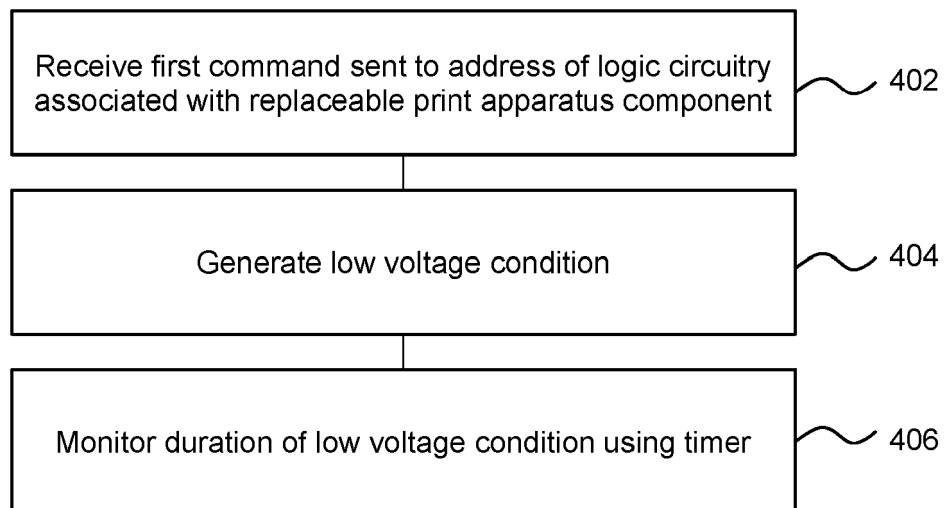 Receive first command sent to address of logic circuitry
associated with replaceable print apparatus component
402
Generate low voltage condition
404
Monitor duration of low voltage condition using timer
406